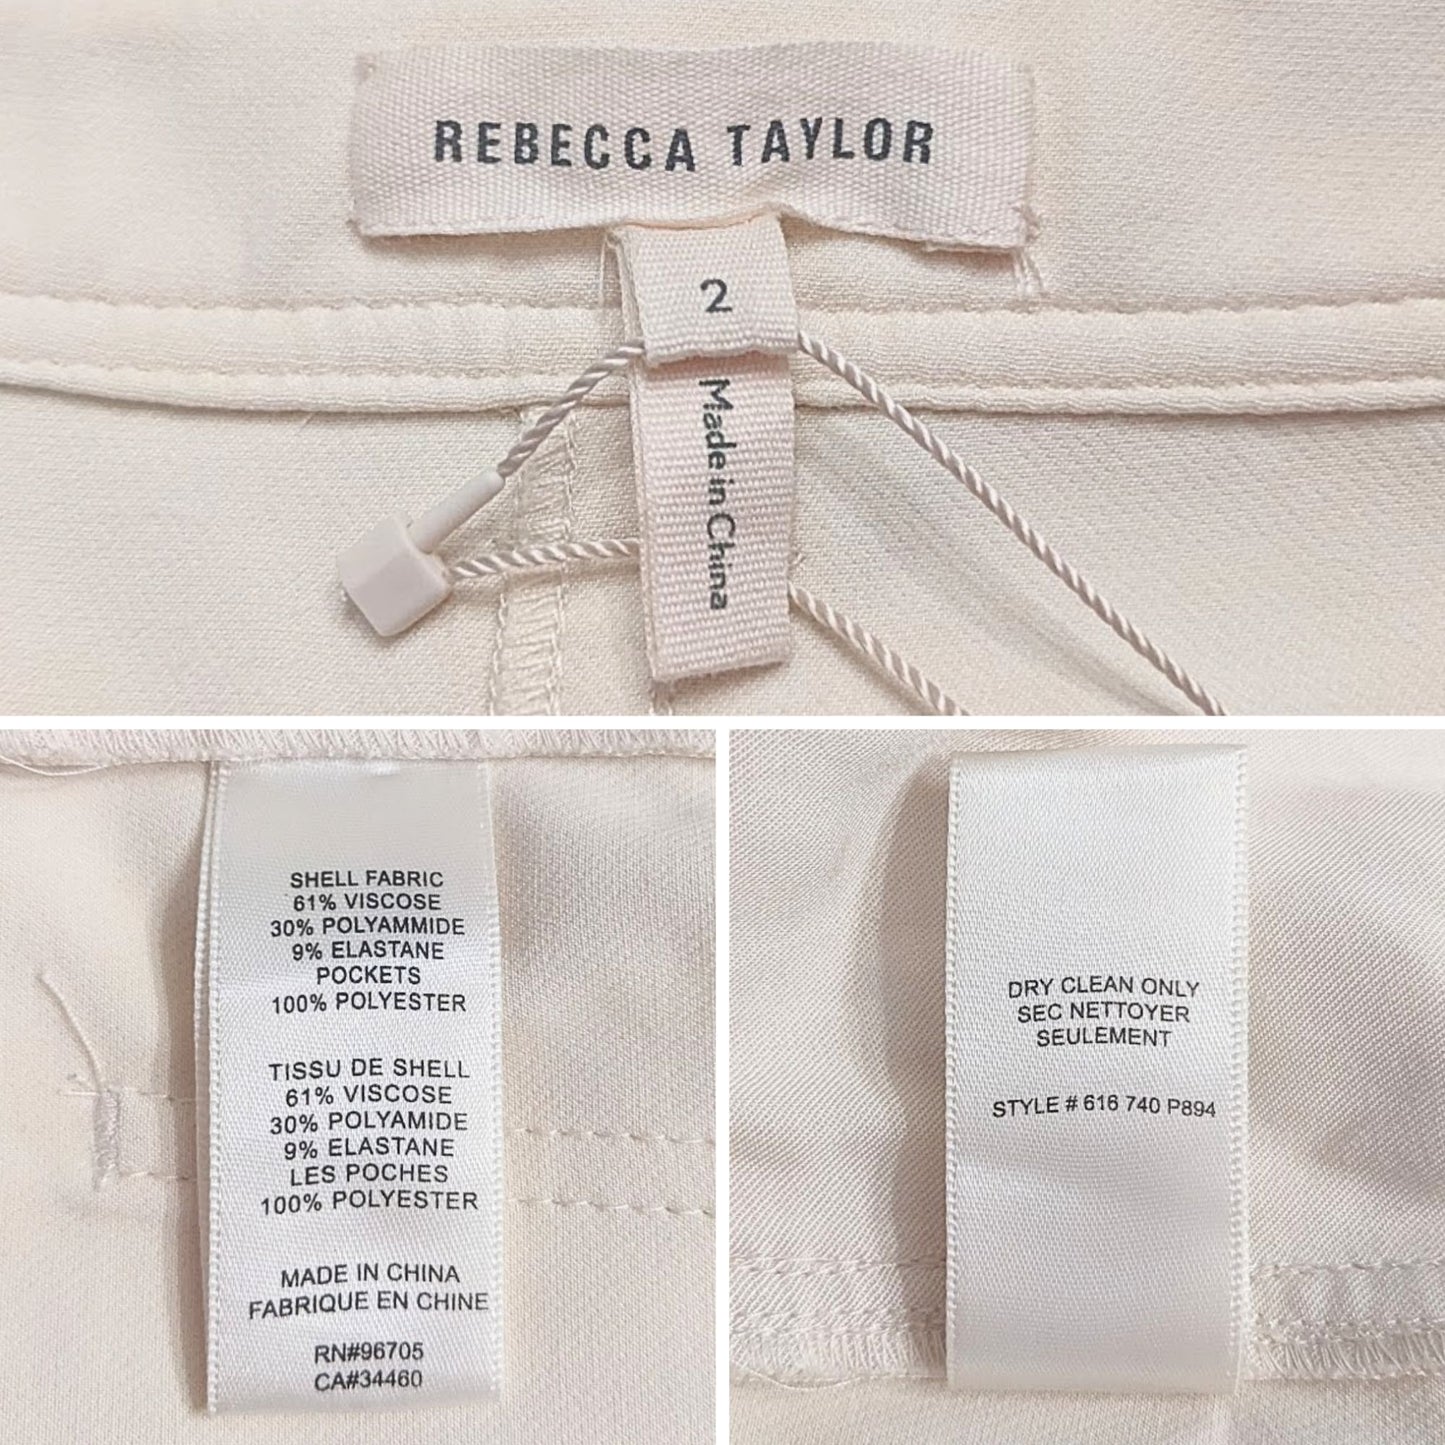 REBECCA TAYLOR
2
Made in China
SHELL FABRIC
61% VISCOSE
30% POLYAMMIDE
9% ELASTANE
POCKETS
100% POLYESTER
TISSU DE SHELL
61% VISCOSE
30% POLYAMIDE
9% ELASTANE
LES POCHES
100% POLYESTER
MADE IN CHINA
FABRIQUE EN CHINE
RN#96705
CA#34460
DRY CLEAN ONLY
SEC NETTOYER
SEULEMENT
STYLE # 616 740 P894